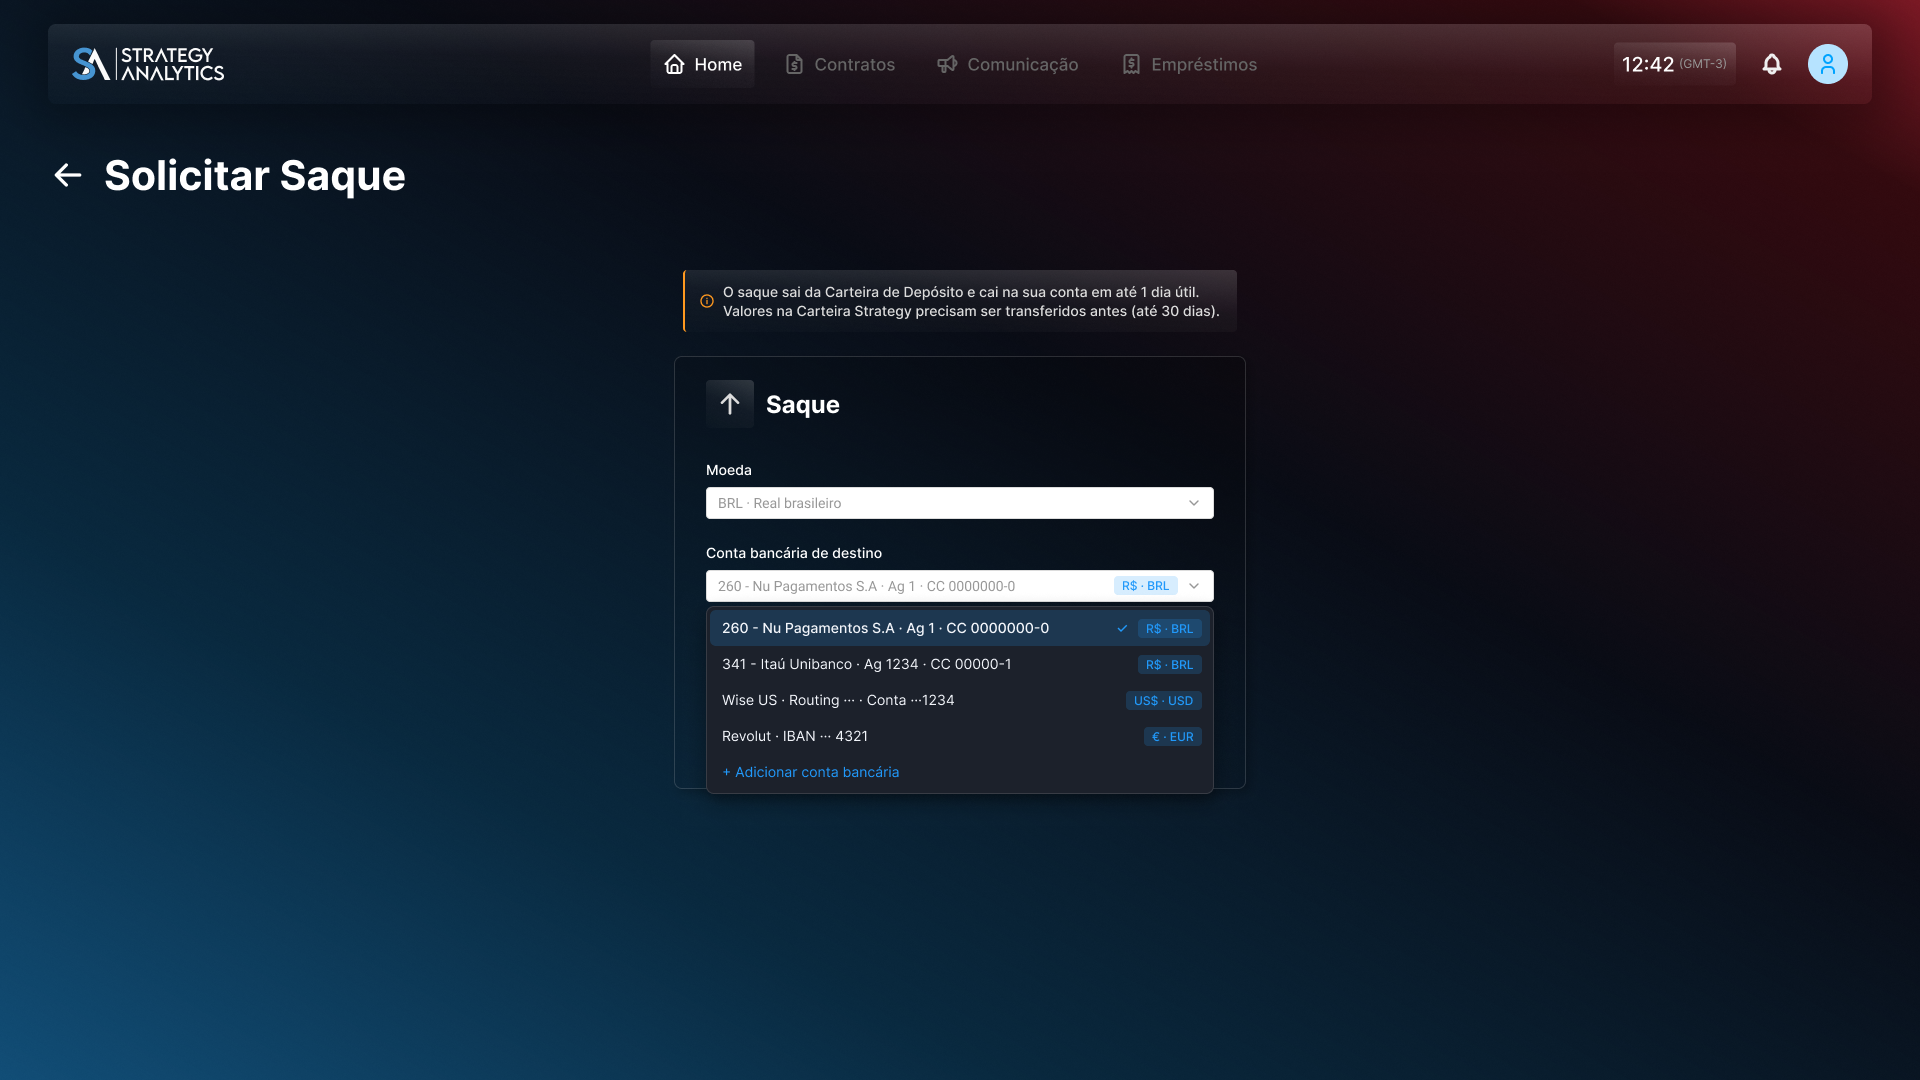 STRATEGY
ANALYTICS
Home
Contratos
Comunicação
Empréstimos
12:42 (GMT-3)
Solicitar Saque
O saque sai da Carteira de Depósito e cai na sua conta em até 1 dia útil.
Valores na Carteira Strategy precisam ser transferidos antes (até 30 dias).
Saque
Moeda
BRL · Real brasileiro
Conta bancária de destino
260 - Nu Pagamentos S.A · Ag 1 · CC 0000000-0 R$ · BRL
260 - Nu Pagamentos S.A · Ag 1 · CC 0000000-0 R$ · BRL
341 - Itaú Unibanco · Ag 1234 · CC 00000-1 R$ · BRL
Wise US · Routing ··· · Conta ···1234 US$ · USD
Revolut · IBAN ··· 4321 € · EUR
+ Adicionar conta bancária